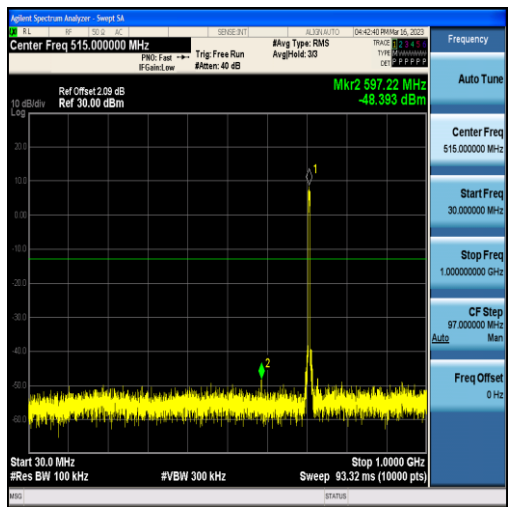 Agilent Spectrum Analyzer - Swept SA
RL RF 50 Ω AC SENSE:INT ALIGNAUTO 04:42:40 PM Mar 16, 2023
Center Freq 515.000000 MHz
PNO: Fast
IFGain:Low
Trig: Free Run
#Atten: 40 dB
#Avg Type: RMS
Avg|Hold: 3/3
TRACE 1 2 3 4 5 6
TYPE
DET P P P P P P
Ref Offset 2.09 dB
Ref 30.00 dBm
10 dB/div
Log
Mkr2 597.22 MHz
-48.393 dBm
20.0
10.0
0.00
-10.0
-20.0
-30.0
-40.0
-50.0
-60.0
1
2
Start 30.0 MHz
Stop 1.0000 GHz
#Res BW 100 kHz
#VBW 300 kHz
Sweep 93.32 ms (10000 pts)
MSG
STATUS
Frequency
Auto Tune
Center Freq
515.000000 MHz
Start Freq
30.000000 MHz
Stop Freq
1.000000000 GHz
CF Step
97.000000 MHz
Auto Man
Freq Offset
0 Hz